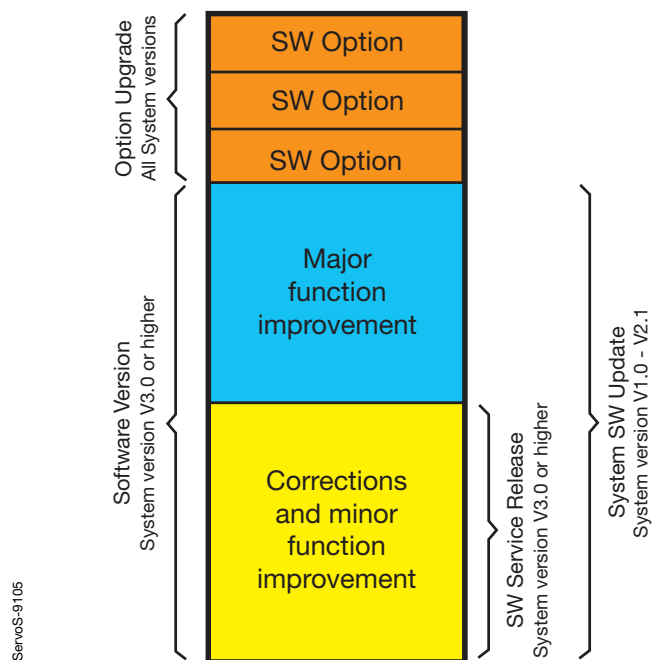 Option Upgrade
All System versions
SW Option
SW Option
SW Option
Software Version
System version V3.0 or higher
Major
function
improvement
Corrections
and minor
function
improvement
SW Service Release
System version V3.0 or higher
System SW Update
System version V1.0 - V2.1
ServoS-9105